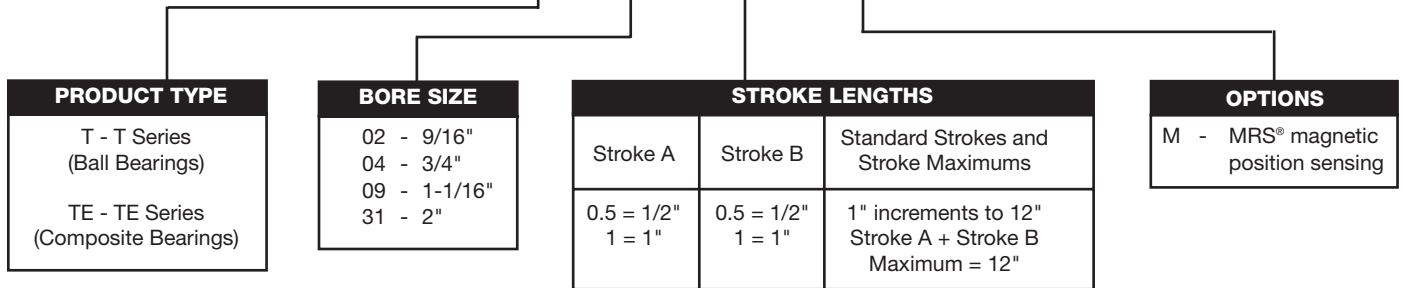 PRODUCT TYPE
T - T Series
(Ball Bearings)
TE - TE Series
(Composite Bearings)
BORE SIZE
02 - 9/16"
04 - 3/4"
09 - 1-1/16"
31 - 2"
STROKE LENGTHS
Stroke A
Stroke B
Standard Strokes and
Stroke Maximums
0.5 = 1/2"
1 = 1"
0.5 = 1/2"
1 = 1"
1" increments to 12"
Stroke A + Stroke B
Maximum = 12"
OPTIONS
M - MRS® magnetic
position sensing